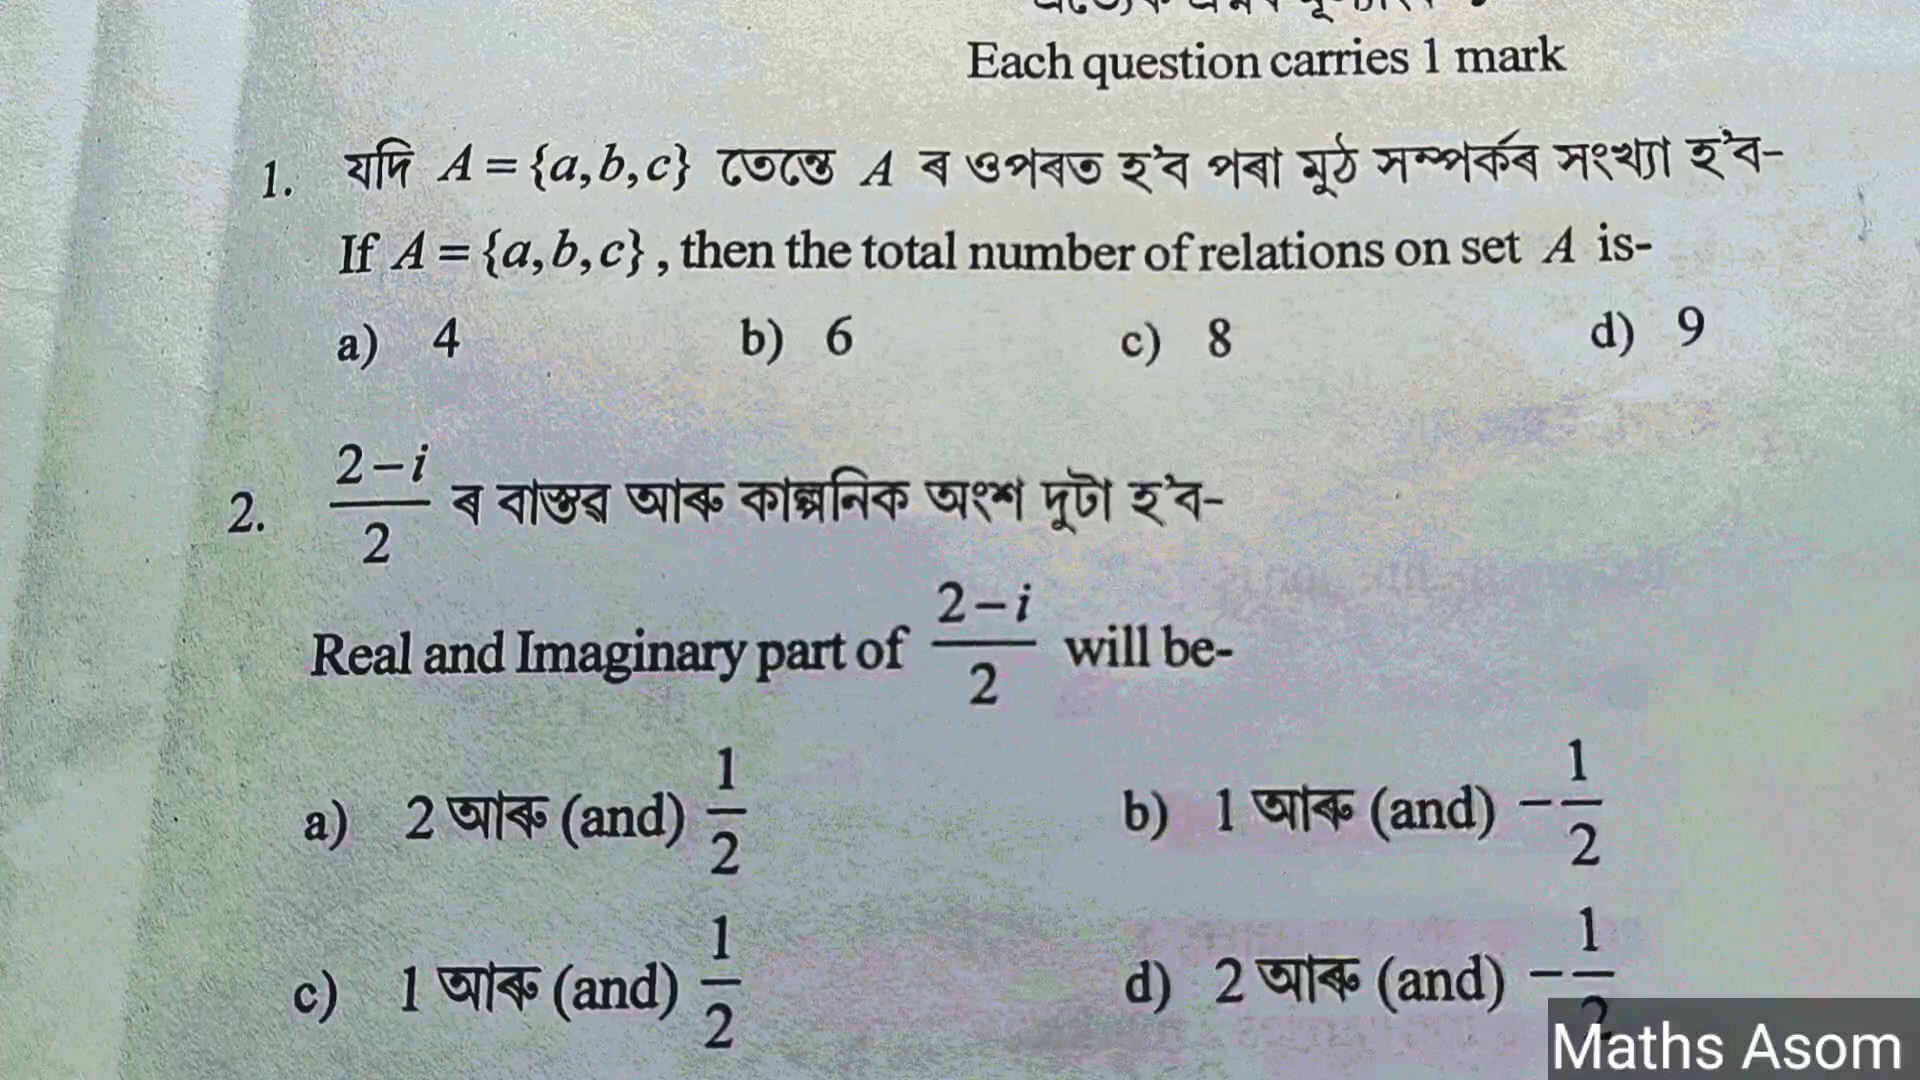 Each question carries 1 mark
1. যদি A = {a,b,c} তেন্তে A ৰ ওপৰত হ'ব পৰা মুঠ সম্পৰ্কৰ সংখ্যা হ'ব-
If A = {a,b,c}, then the total number of relations on set A is-
a) 4 b) 6 c) 8 d) 9
2. (2-i)/2 ৰ বাস্তৱ আৰু কাল্পনিক অংশ দুটা হ'ব-
Real and Imaginary part of (2-i)/2 will be-
a) 2 আৰু (and) 1/2 b) 1 আৰু (and) -1/2
c) 1 আৰু (and) 1/2 d) 2 আৰু (and) -1/2
Maths Asom